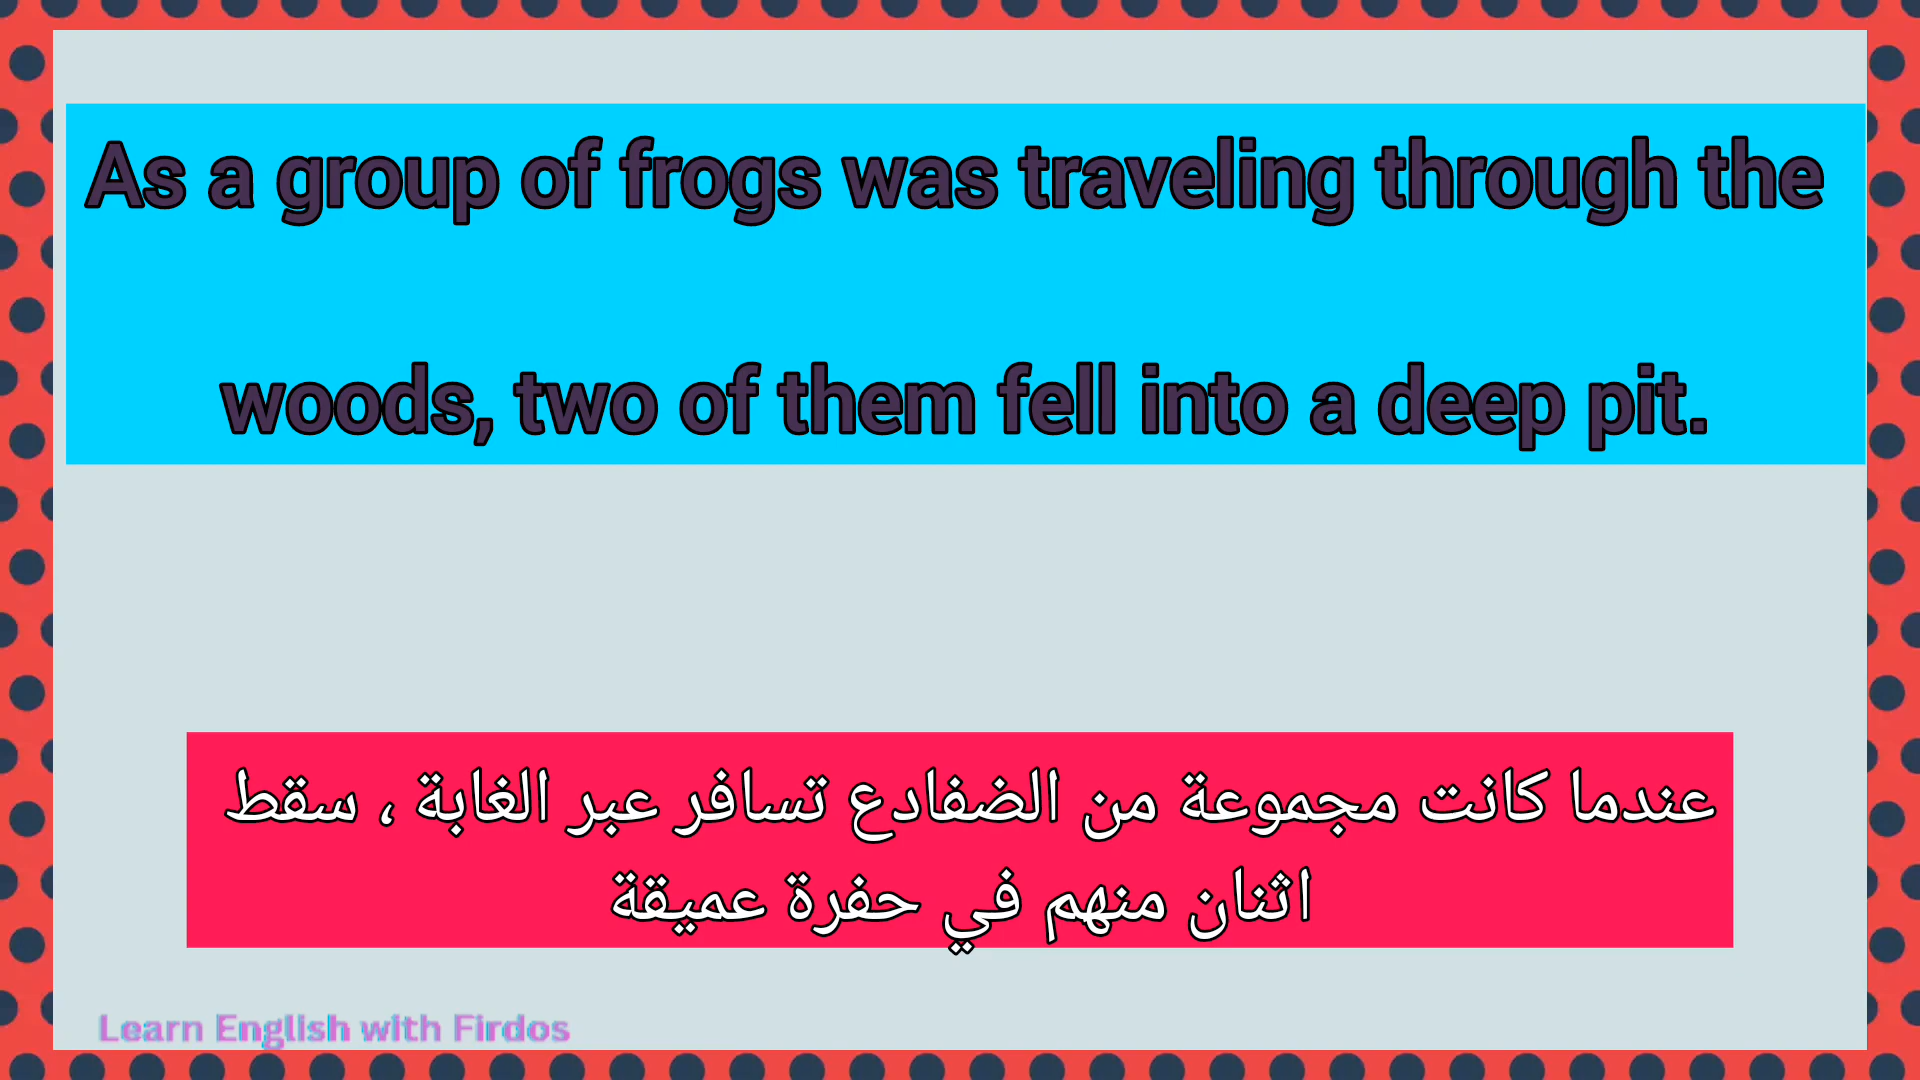 As a group of frogs was traveling through the
woods, two of them fell into a deep pit.
عندما كانت مجموعة من الضفادع تسافر عبر الغابة ، سقط
اثنان منهم في حفرة عميقة
Learn English with Firdos